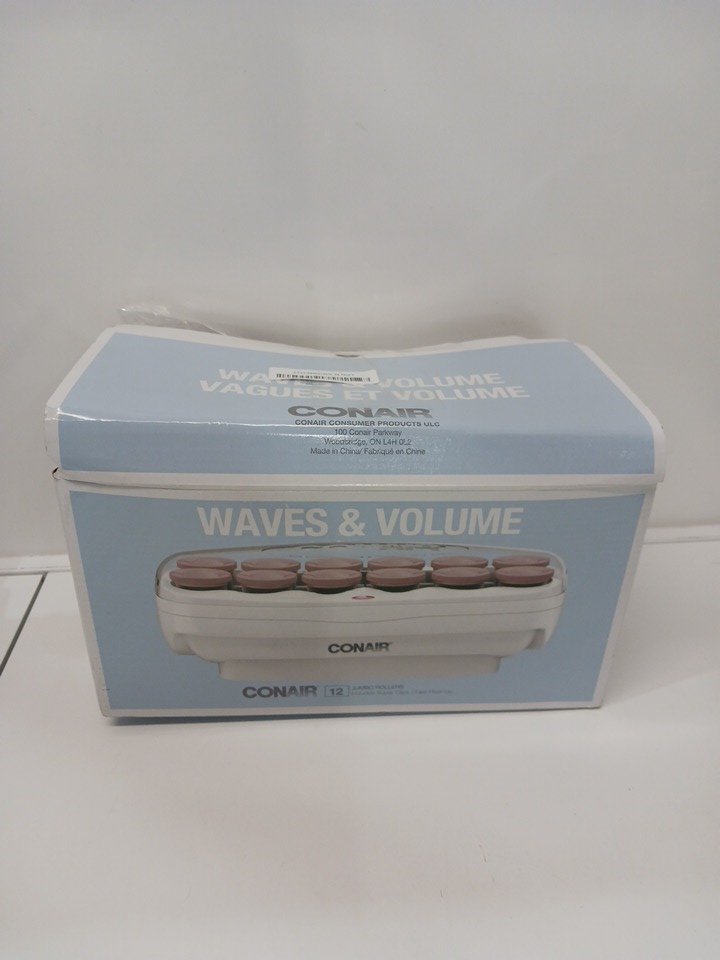 WAVES & VOLUME
VAGUES ET VOLUME
CONAIR
CONAIR CONSUMER PRODUCTS ULC
100 Conair Parkway
Woodbridge, ON L4H 0L2
Made in China/ Fabriqué en Chine
WAVES & VOLUME
CONAIR
CONAIR 12 JUMBO ROLLERS